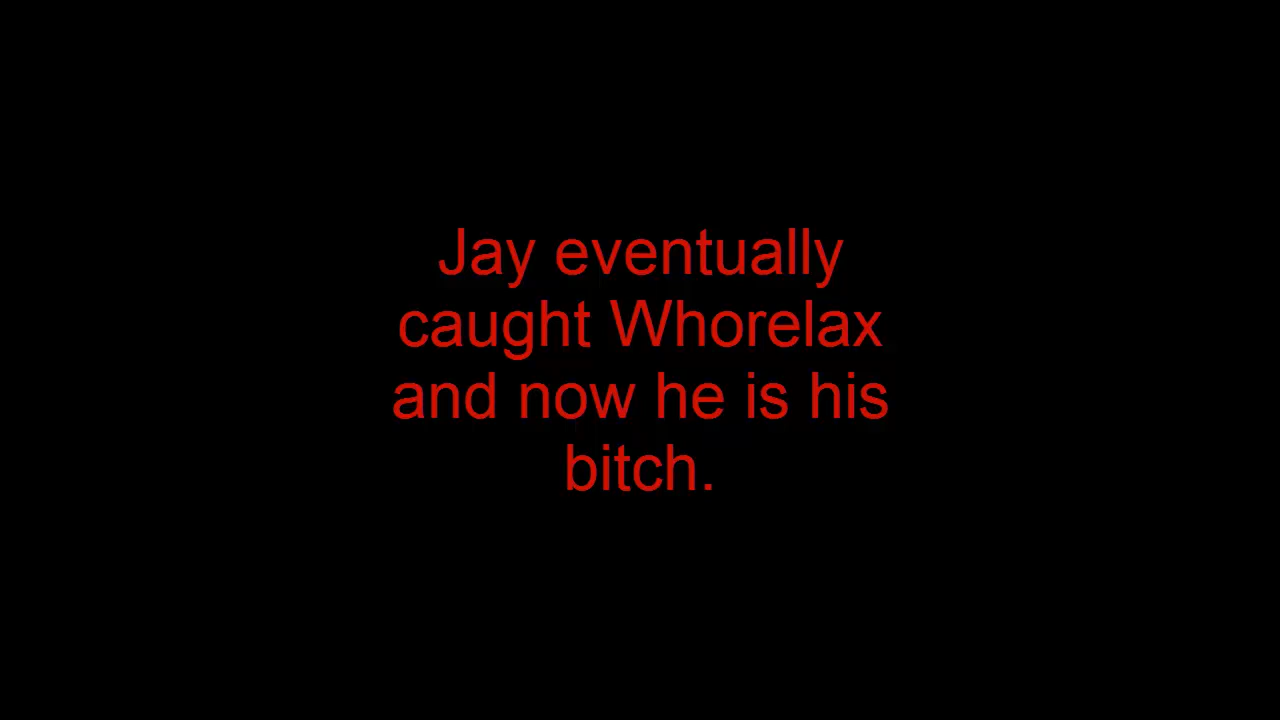 Jay eventually
caught Whorelax
and now he is his
bitch.